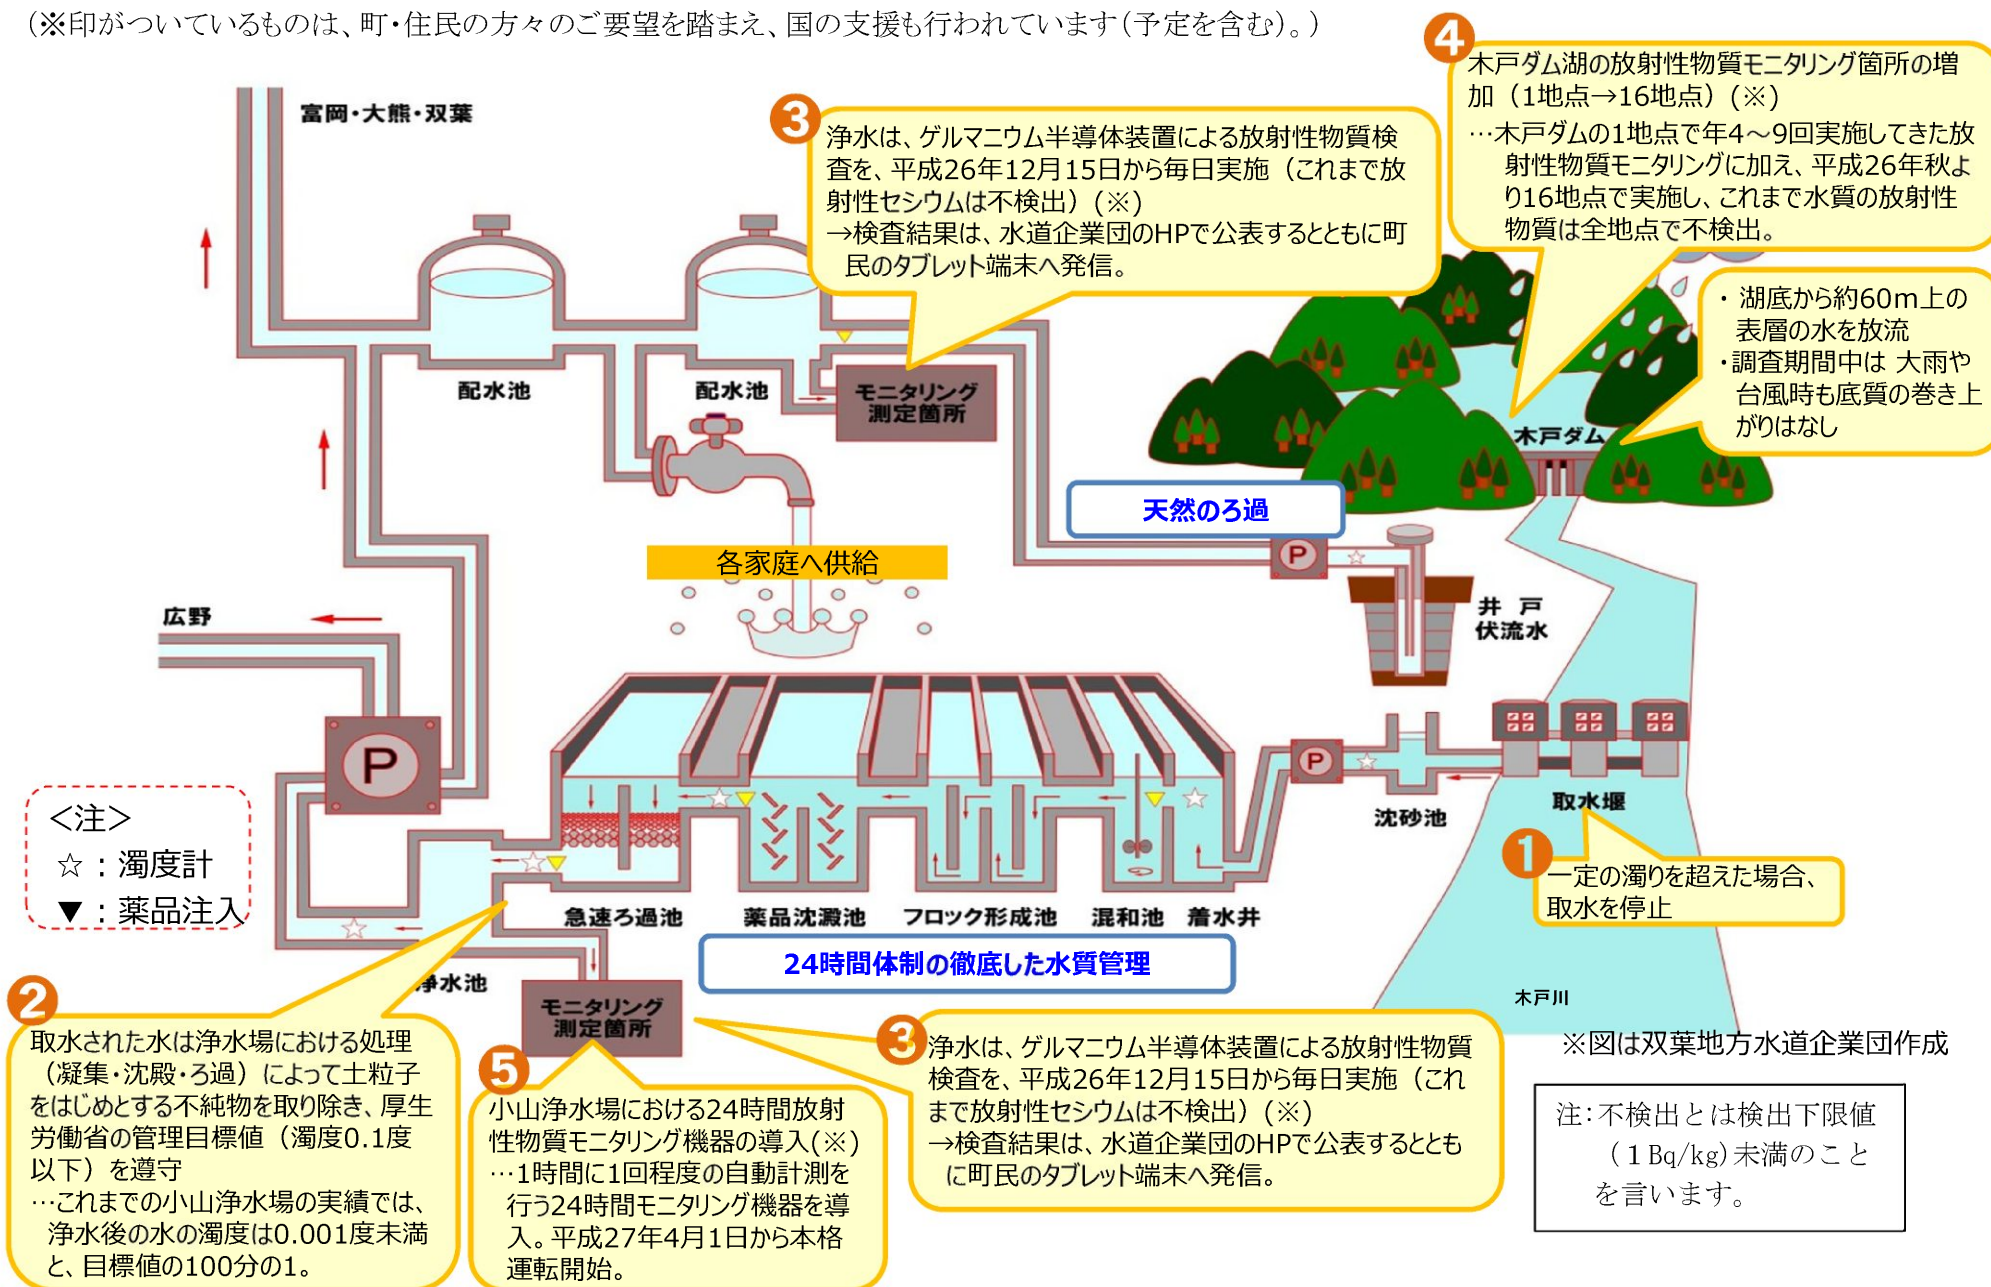 (※印がついているものは、町・住民の方々のご要望を踏まえ、国の支援も行われています(予定を含む)。)
4
木戸ダム湖の放射性物質モニタリング箇所の増
加（1地点→16地点）(※)
…木戸ダムの1地点で年4～9回実施してきた放
射性物質モニタリングに加え、平成26年秋よ
り16地点で実施し、これまで水質の放射性
物質は全地点で不検出。
富岡・大熊・双葉
3
浄水は、ゲルマニウム半導体装置による放射性物質検
査を、平成26年12月15日から毎日実施（これまで放
射性セシウムは不検出）(※)
→検査結果は、水道企業団のHPで公表するとともに町
民のタブレット端末へ発信。
・湖底から約60m上の
表層の水を放流
・調査期間中は 大雨や
台風時も底質の巻き上
がりはなし
配水池
配水池
モニタリング
測定箇所
木戸ダム
天然のろ過
P
各家庭へ供給
井 戸
伏流水
広野
P
P
取水堰
沈砂池
<注>
☆：濁度計
▼：薬品注入
1
一定の濁りを超えた場合、
取水を停止
急速ろ過池
薬品沈澱池
フロック形成池
混和池
着水井
24時間体制の徹底した水質管理
浄水池
木戸川
モニタリング
測定箇所
2
取水された水は浄水場における処理
（凝集・沈殿・ろ過）によって土粒子
をはじめとする不純物を取り除き、厚生
労働省の管理目標値（濁度0.1度
以下）を遵守
…これまでの小山浄水場の実績では、
浄水後の水の濁度は0.001度未満
と、目標値の100分の1。
5
小山浄水場における24時間放射
性物質モニタリング機器の導入(※)
…1時間に1回程度の自動計測を
行う24時間モニタリング機器を導
入。平成27年4月1日から本格
運転開始。
3
浄水は、ゲルマニウム半導体装置による放射性物質
検査を、平成26年12月15日から毎日実施（これ
まで放射性セシウムは不検出）(※)
→検査結果は、水道企業団のHPで公表するととも
に町民のタブレット端末へ発信。
※図は双葉地方水道企業団作成
注：不検出とは検出下限値
（１Bq/kg)未満のこと
を言います。